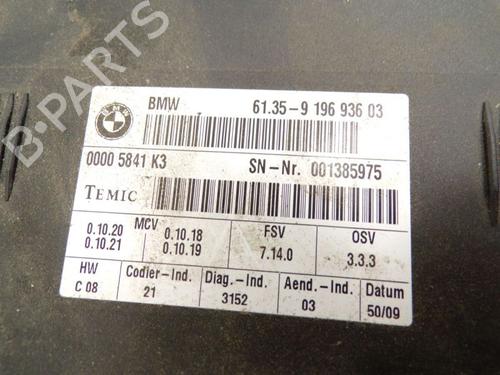 BMW 61.35-9 196 936 03
0000 5841 K3 SN-Nr. 001385975
TEMIC
0.10.20 MCV 0.10.18 FSV OSV
0.10.21 0.10.19 7.14.0 3.3.3
HW Codier-Ind. Diag.-Ind. Aend.-Ind. Datum
C 08 21 3152 03 50/09
B-PARTS